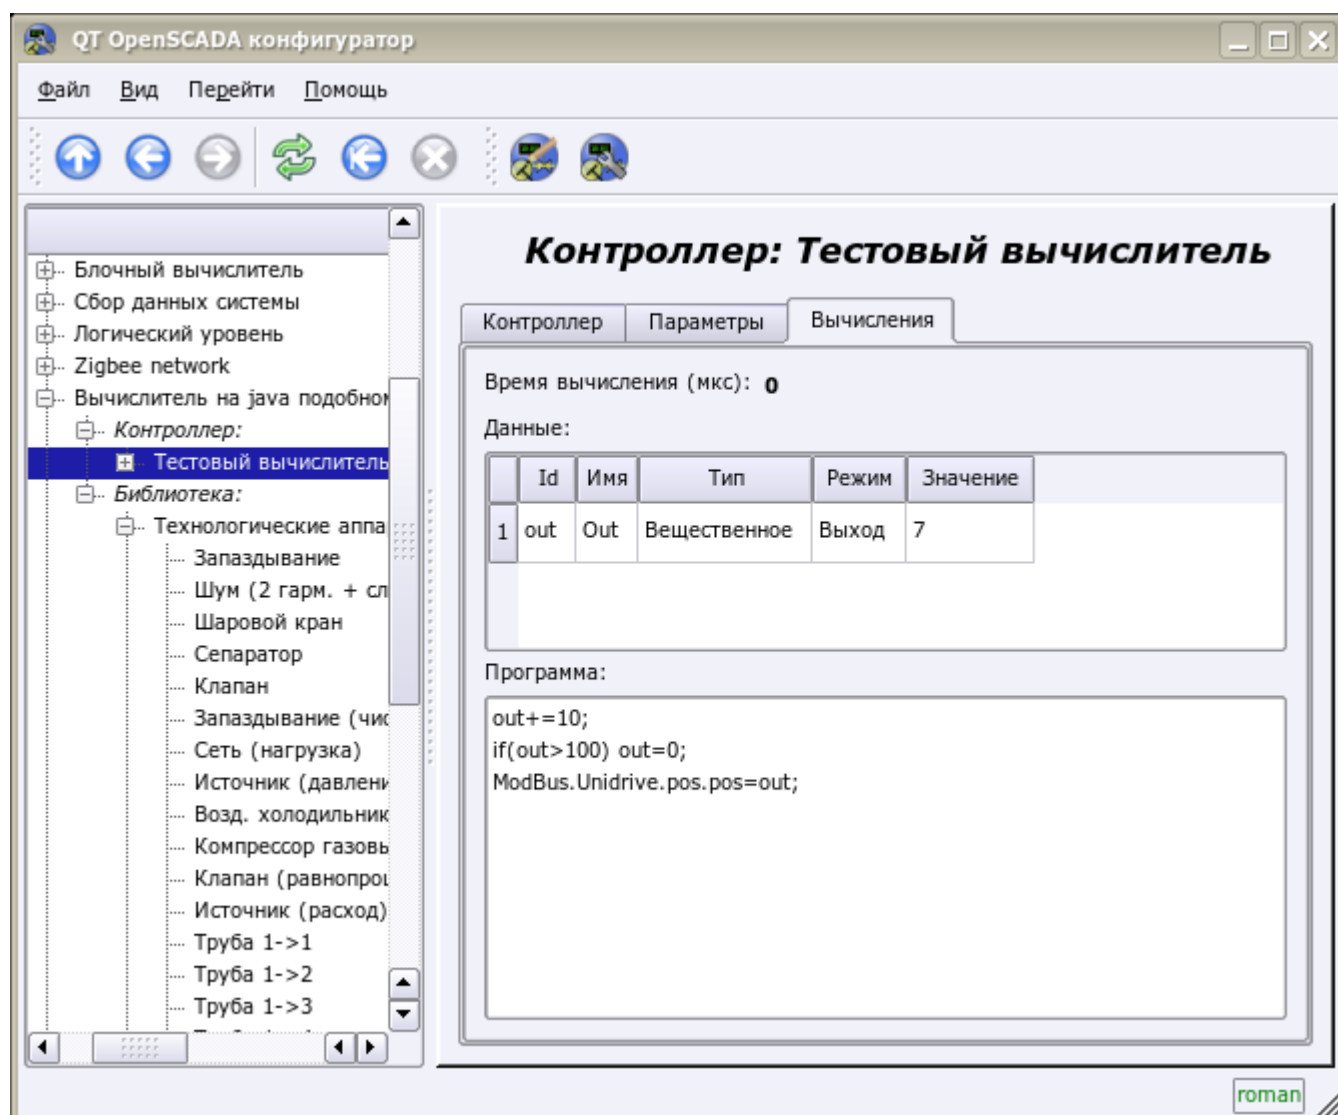 QT OpenSCADA конфигуратор
Файл Вид Перейти Помощь
Блочный вычислитель
Сбор данных системы
Логический уровень
Zigbee network
Вычислитель на java подобном
Контроллер:
Тестовый вычислитель
Библиотека:
Технологические аппа
Запаздывание
Шум (2 гарм. + сл
Шаровой кран
Сепаратор
Клапан
Запаздывание (чис
Сеть (нагрузка)
Источник (давлени
Возд. холодильник
Компрессор газовы
Клапан (равнопроц
Источник (расход)
Труба 1->1
Труба 1->2
Труба 1->3
Контроллер: Тестовый вычислитель
Контроллер Параметры Вычисления
Время вычисления (мкс): 0
Данные:
Id Имя Тип Режим Значение
1 out Out Вещественное Выход 7
Программа:
out+=10;
if(out>100) out=0;
ModBus.Unidrive.pos.pos=out;
roman